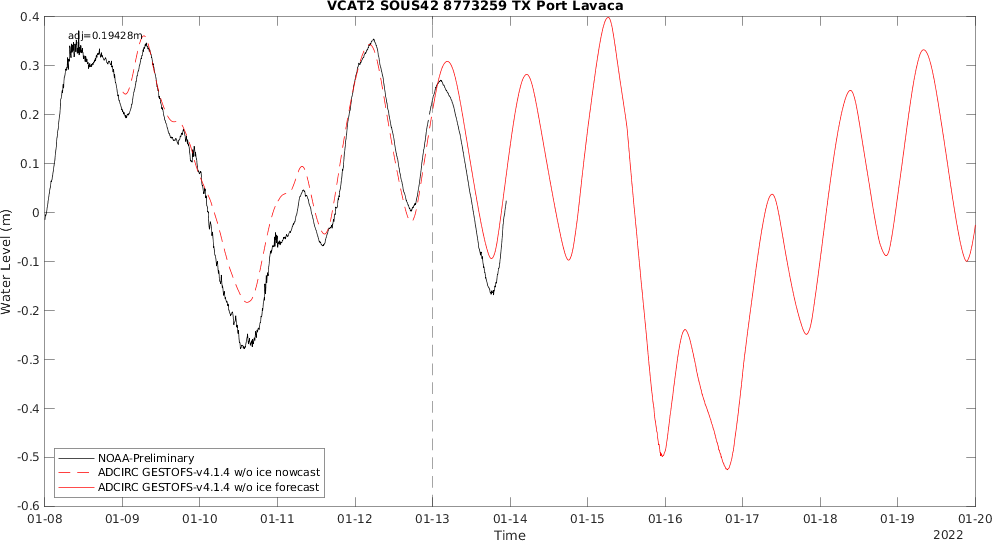 VCAT2 SOUS42 8773259 TX Port Lavaca
adj=0.19428m
0.4
0.3
0.2
0.1
0
-0.1
-0.2
-0.3
-0.4
-0.5
-0.6
Water Level (m)
NOAA-Preliminary
ADCIRC GESTOFS-v4.1.4 w/o ice nowcast
ADCIRC GESTOFS-v4.1.4 w/o ice forecast
01-08 01-09 01-10 01-11 01-12 01-13 01-14 01-15 01-16 01-17 01-18 01-19 01-20
Time
2022